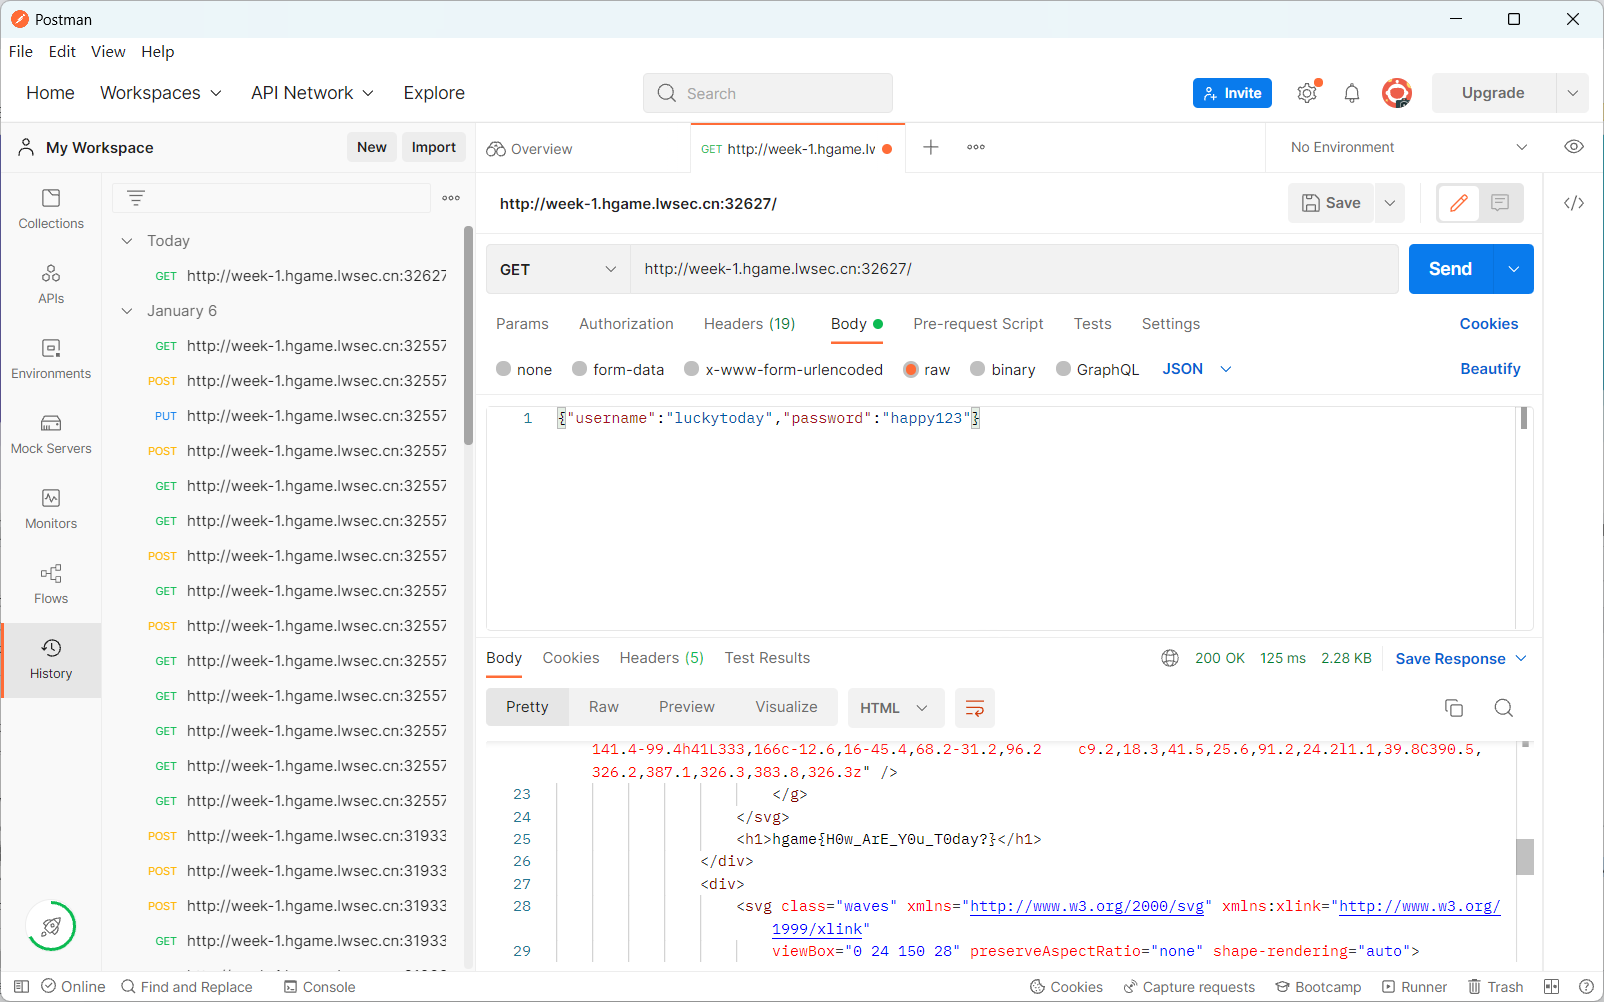 Postman
File Edit View Help
Home Workspaces API Network Explore Search Invite Upgrade
My Workspace New Import Overview GET http://week-1.hgame.lv No Environment
Collections
APIs
Environments
Mock Servers
Monitors
Flows
History
Today
GET http://week-1.hgame.lwsec.cn:32627
January 6
GET http://week-1.hgame.lwsec.cn:32557
POST http://week-1.hgame.lwsec.cn:32557
PUT http://week-1.hgame.lwsec.cn:32557
POST http://week-1.hgame.lwsec.cn:32557
GET http://week-1.hgame.lwsec.cn:32557
GET http://week-1.hgame.lwsec.cn:32557
POST http://week-1.hgame.lwsec.cn:32557
GET http://week-1.hgame.lwsec.cn:32557
POST http://week-1.hgame.lwsec.cn:32557
GET http://week-1.hgame.lwsec.cn:32557
GET http://week-1.hgame.lwsec.cn:32557
GET http://week-1.hgame.lwsec.cn:32557
GET http://week-1.hgame.lwsec.cn:32557
GET http://week-1.hgame.lwsec.cn:32557
POST http://week-1.hgame.lwsec.cn:31933
POST http://week-1.hgame.lwsec.cn:31933
POST http://week-1.hgame.lwsec.cn:31933
GET http://week-1.hgame.lwsec.cn:31933
http://week-1.hgame.lwsec.cn:32627/ Save </>
GET http://week-1.hgame.lwsec.cn:32627/ Send
Params Authorization Headers (19) Body Pre-request Script Tests Settings Cookies
none form-data x-www-form-urlencoded raw binary GraphQL JSON Beautify
1 {"username":"luckytoday","password":"happy123"}
Body Cookies Headers (5) Test Results 200 OK 125 ms 2.28 KB Save Response
Pretty Raw Preview Visualize HTML
141.4-99.4h41L333,166c-12.6,16-45.4,68.2-31.2,96.2 c9.2,18.3,41.5,25.6,91.2,24.2l1.1,39.8C390.5,
326.2,387.1,326.3,383.8,326.3z" />
23 </g>
24 </svg>
25 <h1>hgame{H0w_ArE_Y0u_T0day?}</h1>
26 </div>
27 <div>
28 <svg class="waves" xmlns="http://www.w3.org/2000/svg" xmlns:xlink="http://www.w3.org/
1999/xlink"
29 viewBox="0 24 150 28" preserveAspectRatio="none" shape-rendering="auto">
Online Find and Replace Console Cookies Capture requests Bootcamp Runner Trash